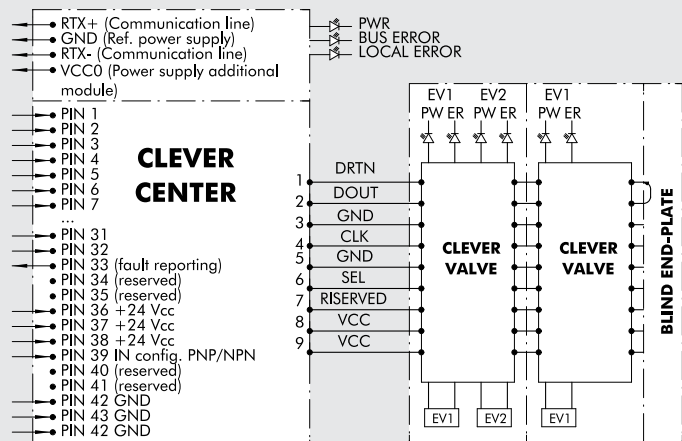 RTX+ (Communication line)
GND (Ref. power supply)
RTX- (Communication line)
VCC0 (Power supply additional
module)
PWR
BUS ERROR
LOCAL ERROR
PIN 1
PIN 2
PIN 3
PIN 4
PIN 5
PIN 6
PIN 7
...
PIN 31
PIN 32
PIN 33 (fault reporting)
PIN 34 (reserved)
PIN 35 (reserved)
PIN 36 +24 Vcc
PIN 37 +24 Vcc
PIN 38 +24 Vcc
PIN 39 IN config. PNP/NPN
PIN 40 (reserved)
PIN 41 (reserved)
PIN 42 GND
PIN 43 GND
PIN 42 GND
CLEVER
CENTER
1 DRTN
2 DOUT
3 GND
4 CLK
5 GND
6 SEL
7 RISERVED
8 VCC
9 VCC
EV1 EV2
PW ER PW ER
CLEVER
VALVE
EV1 EV2
EV1
PW ER
CLEVER
VALVE
EV1
BLIND END-PLATE